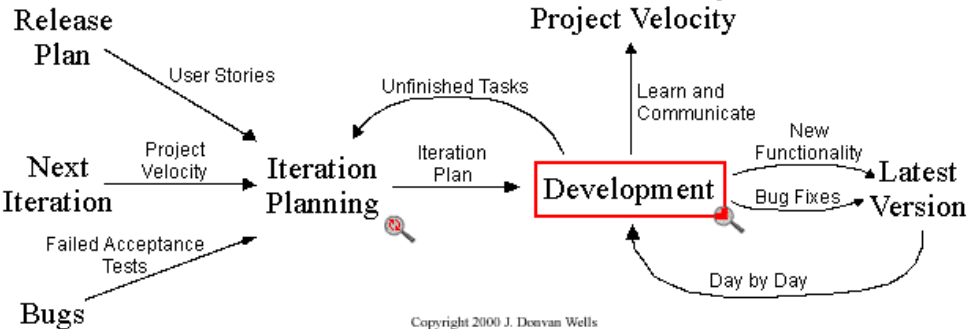 Release
Plan
User Stories
Unfinished Tasks
Project Velocity
Learn and
Communicate
Next
Iteration
Project
Velocity
Iteration
Planning
Iteration
Plan
Development
New
Functionality
Bug Fixes
Latest
Version
Failed Acceptance
Tests
Bugs
Day by Day
Copyright 2000 J. Donvan Wells